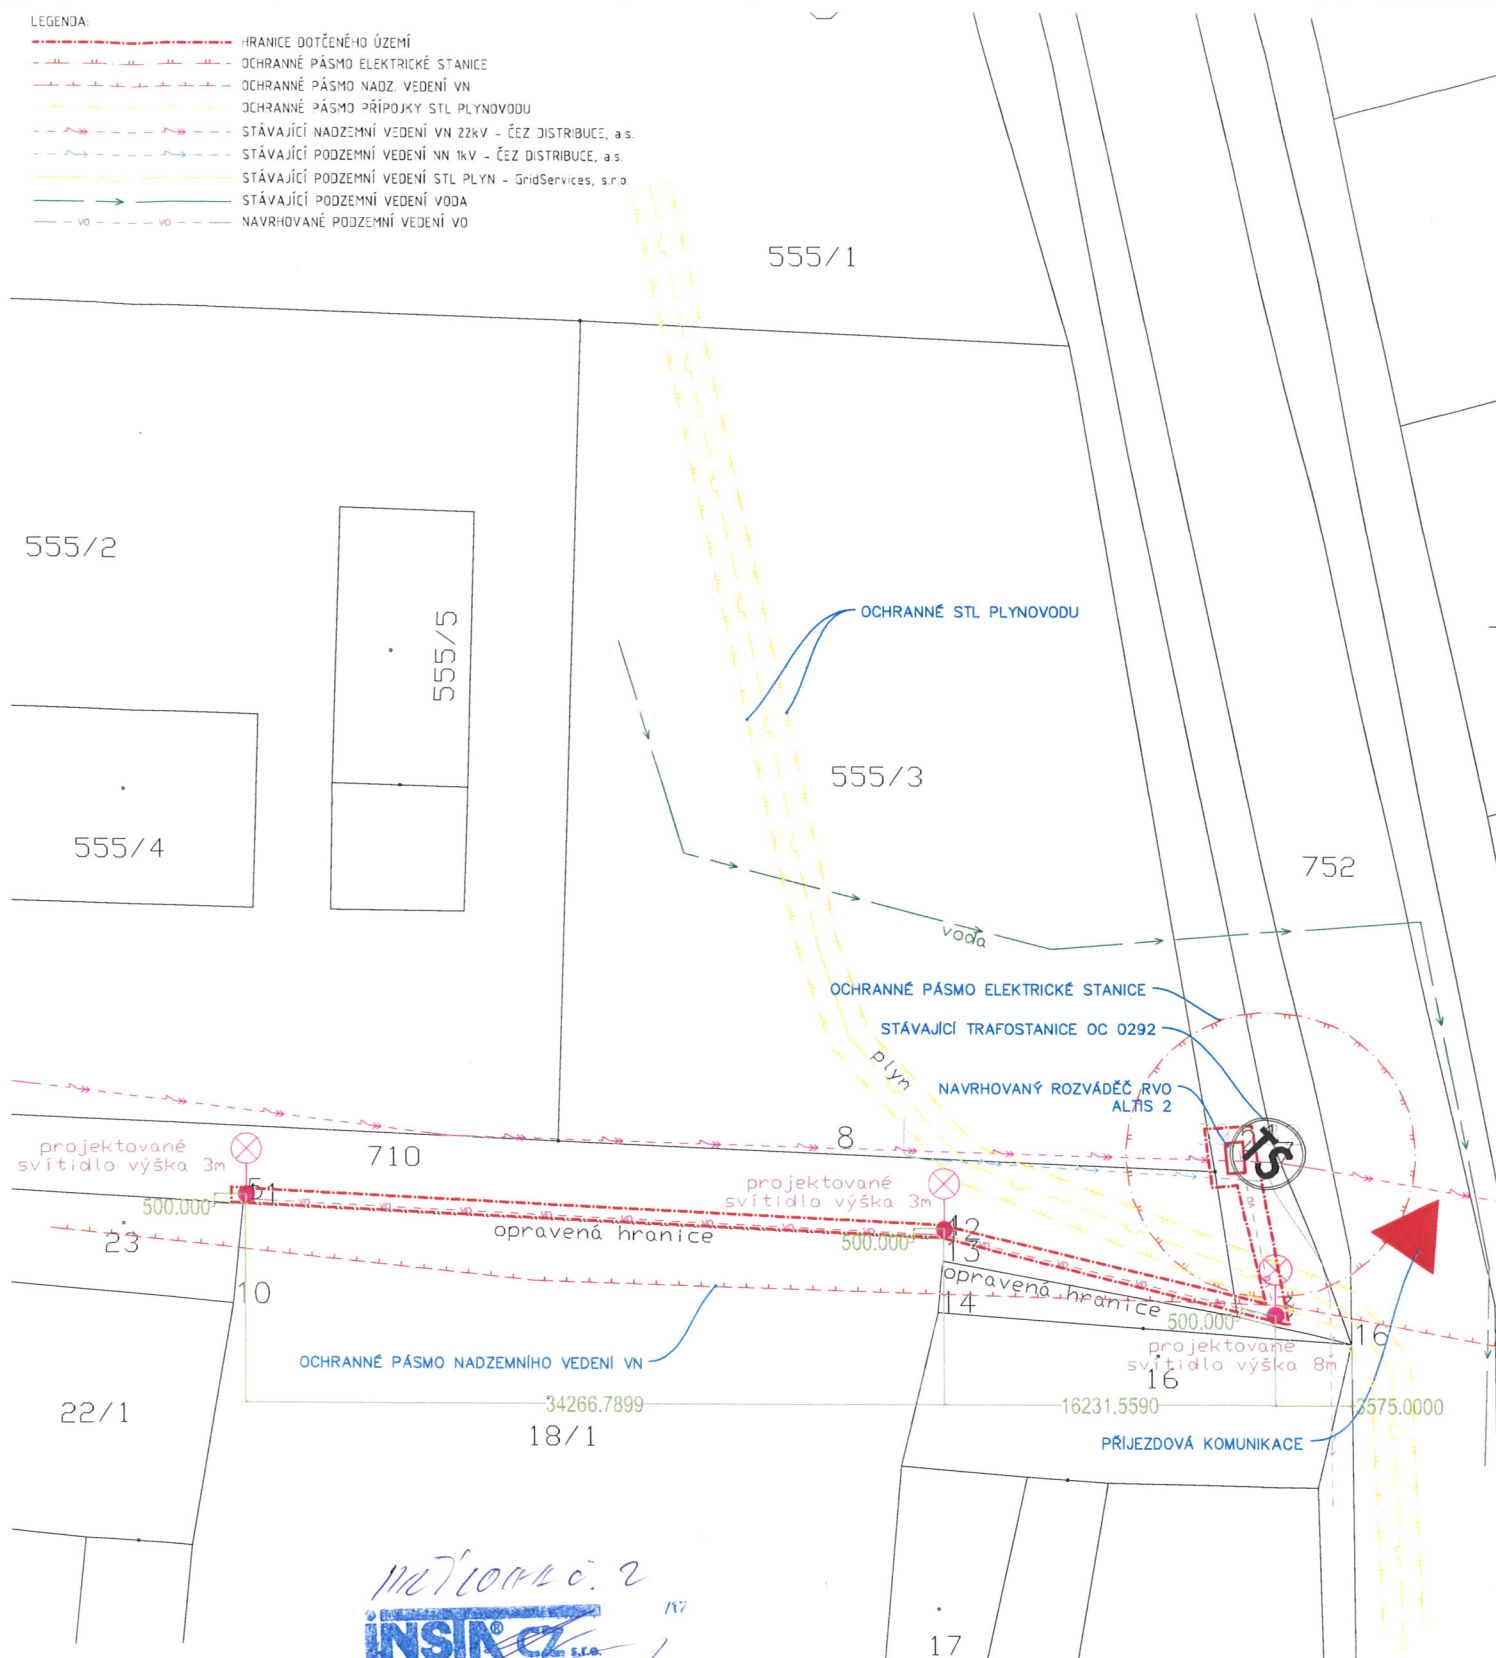 LEGENDA:
HRANICE DOTČENÉHO ÚZEMÍ
OCHRANNÉ PÁSMO ELEKTRICKÉ STANICE
OCHRANNÉ PÁSMO NADZ. VEDENÍ VN
OCHRANNÉ PÁSMO PŘÍPOJKY STL PLYNOVODU
STÁVAJÍCÍ NADZEMNÍ VEDENÍ VN 22kV - ČEZ DISTRIBUCE, a.s.
STÁVAJÍCÍ PODZEMNÍ VEDENÍ NN 1kV - ČEZ DISTRIBUCE, a.s.
STÁVAJÍCÍ PODZEMNÍ VEDENÍ STL PLYN - GridServices, s.r.o.
STÁVAJÍCÍ PODZEMNÍ VEDENÍ VODA
VO VO
NAVRHOVANÉ PODZEMNÍ VEDENÍ VO
555/1
555/2
555/5
OCHRANNÉ STL PLYNOVODU
555/3
555/4
752
voda
OCHRANNÉ PÁSMO ELEKTRICKÉ STANICE
STÁVAJÍCÍ TRAFOSTANICE OC 0292
plyn
NAVRHOVANÝ ROZVÁDĚČ RVO
ALTIS 2
TS
8
710
projektované
svítidlo výška 3m
projektované
svítidlo výška 3m
51
500.000
opravená hranice
12
500.000
13
23
10
opravená hranice
14
500.000
16
projektované
svítidlo výška 8m
16
OCHRANNÉ PÁSMO NADZEMNÍHO VEDENÍ VN
34266.7899
16231.5590
3575.0000
22/1
18/1
PŘÍJEZDOVÁ KOMUNIKACE
č. 2
INSTA® CZ s.r.o.
17